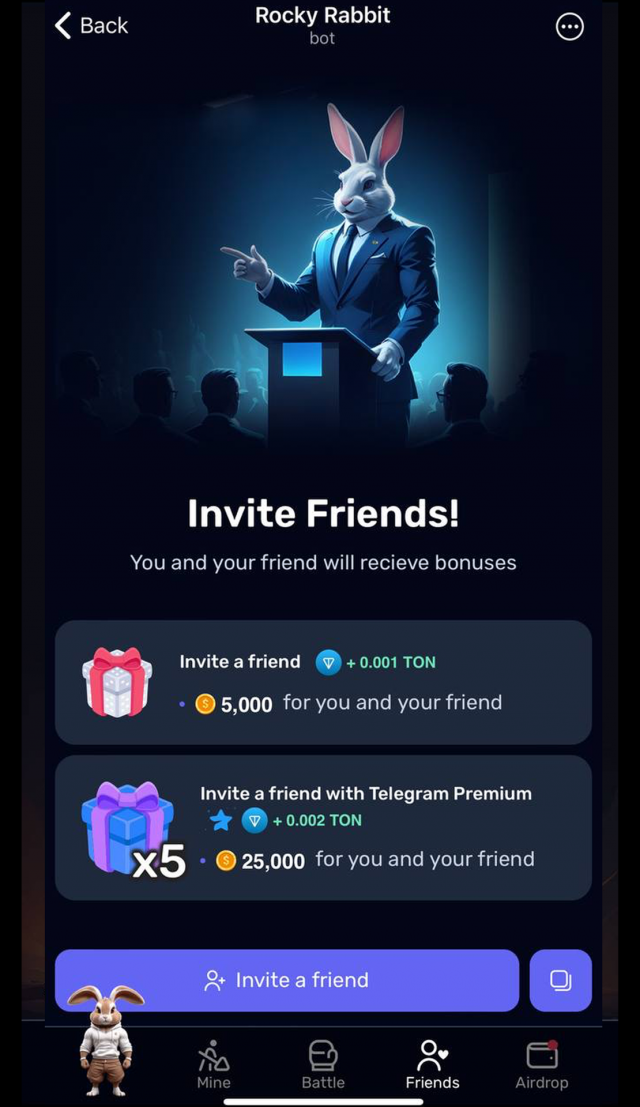 Back
Rocky Rabbit
bot
Invite Friends!
You and your friend will recieve bonuses
Invite a friend + 0.001 TON
• 5,000 for you and your friend
Invite a friend with Telegram Premium
+ 0.002 TON
x5 • 25,000 for you and your friend
Invite a friend
Mine Battle Friends Airdrop